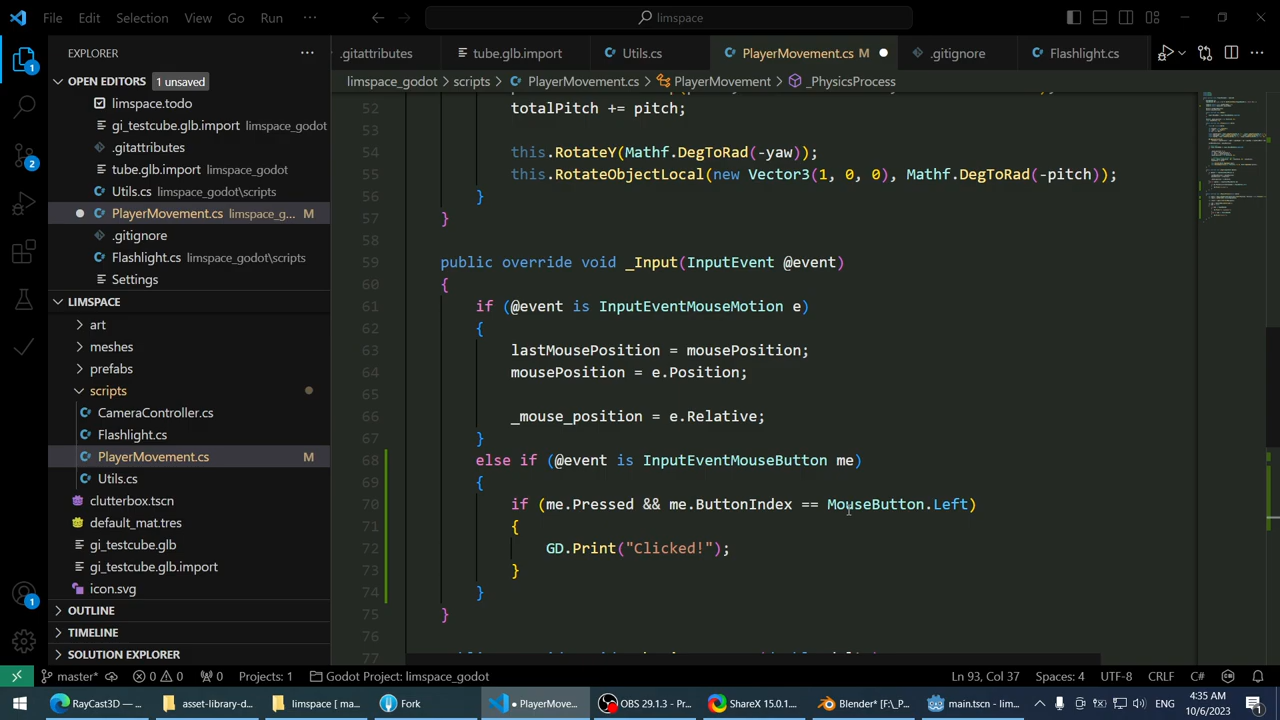 File Edit Selection View Go Run ··· limspace
EXPLORER ···
.gitattributes tube.glb.import Utils.cs PlayerMovement.cs M .gitignore Flashlight.cs ···
OPEN EDITORS 1 unsaved
limspace_godot > scripts > PlayerMovement.cs > PlayerMovement > _PhysicsProcess
limspace.todo
gi_testcube.glb.import limspace_godot
.gitattributes
tube.glb.import limspace_godot
Utils.cs limspace_godot\scripts
PlayerMovement.cs limspace_g... M
.gitignore
Flashlight.cs limspace_godot\scripts
Settings
LIMSPACE
art
meshes
prefabs
scripts
CameraController.cs
Flashlight.cs
PlayerMovement.cs M
Utils.cs
clutterbox.tscn
default_mat.tres
gi_testcube.glb
gi_testcube.glb.import
icon.svg
OUTLINE
TIMELINE
SOLUTION EXPLORER
52 totalPitch += pitch;
53
54 this.RotateY(Mathf.DegToRad(-yaw));
55 this.RotateObjectLocal(new Vector3(1, 0, 0), Mathf.DegToRad(-pitch));
56 }
57 }
58
59 public override void _Input(InputEvent @event)
60 {
61 if (@event is InputEventMouseMotion e)
62 {
63 lastMousePosition = mousePosition;
64 mousePosition = e.Position;
65
66 _mouse_position = e.Relative;
67 }
68 else if (@event is InputEventMouseButton me)
69 {
70 if (me.Pressed && me.ButtonIndex == MouseButton.Left)
71 {
72 GD.Print("Clicked!");
73 }
74 }
75 }
76
77
master* 0 0 0 Projects: 1 Godot Project: limspace_godot Ln 93, Col 37 Spaces: 4 UTF-8 CRLF C#
RayCast3D — ... asset-library-d... limspace [ma... Fork PlayerMove... OBS 29.1.3 - Pr... ShareX 15.0.1... Blender* [F:\_P... main.tscn - lim... ENG 4:35 AM 10/6/2023 1